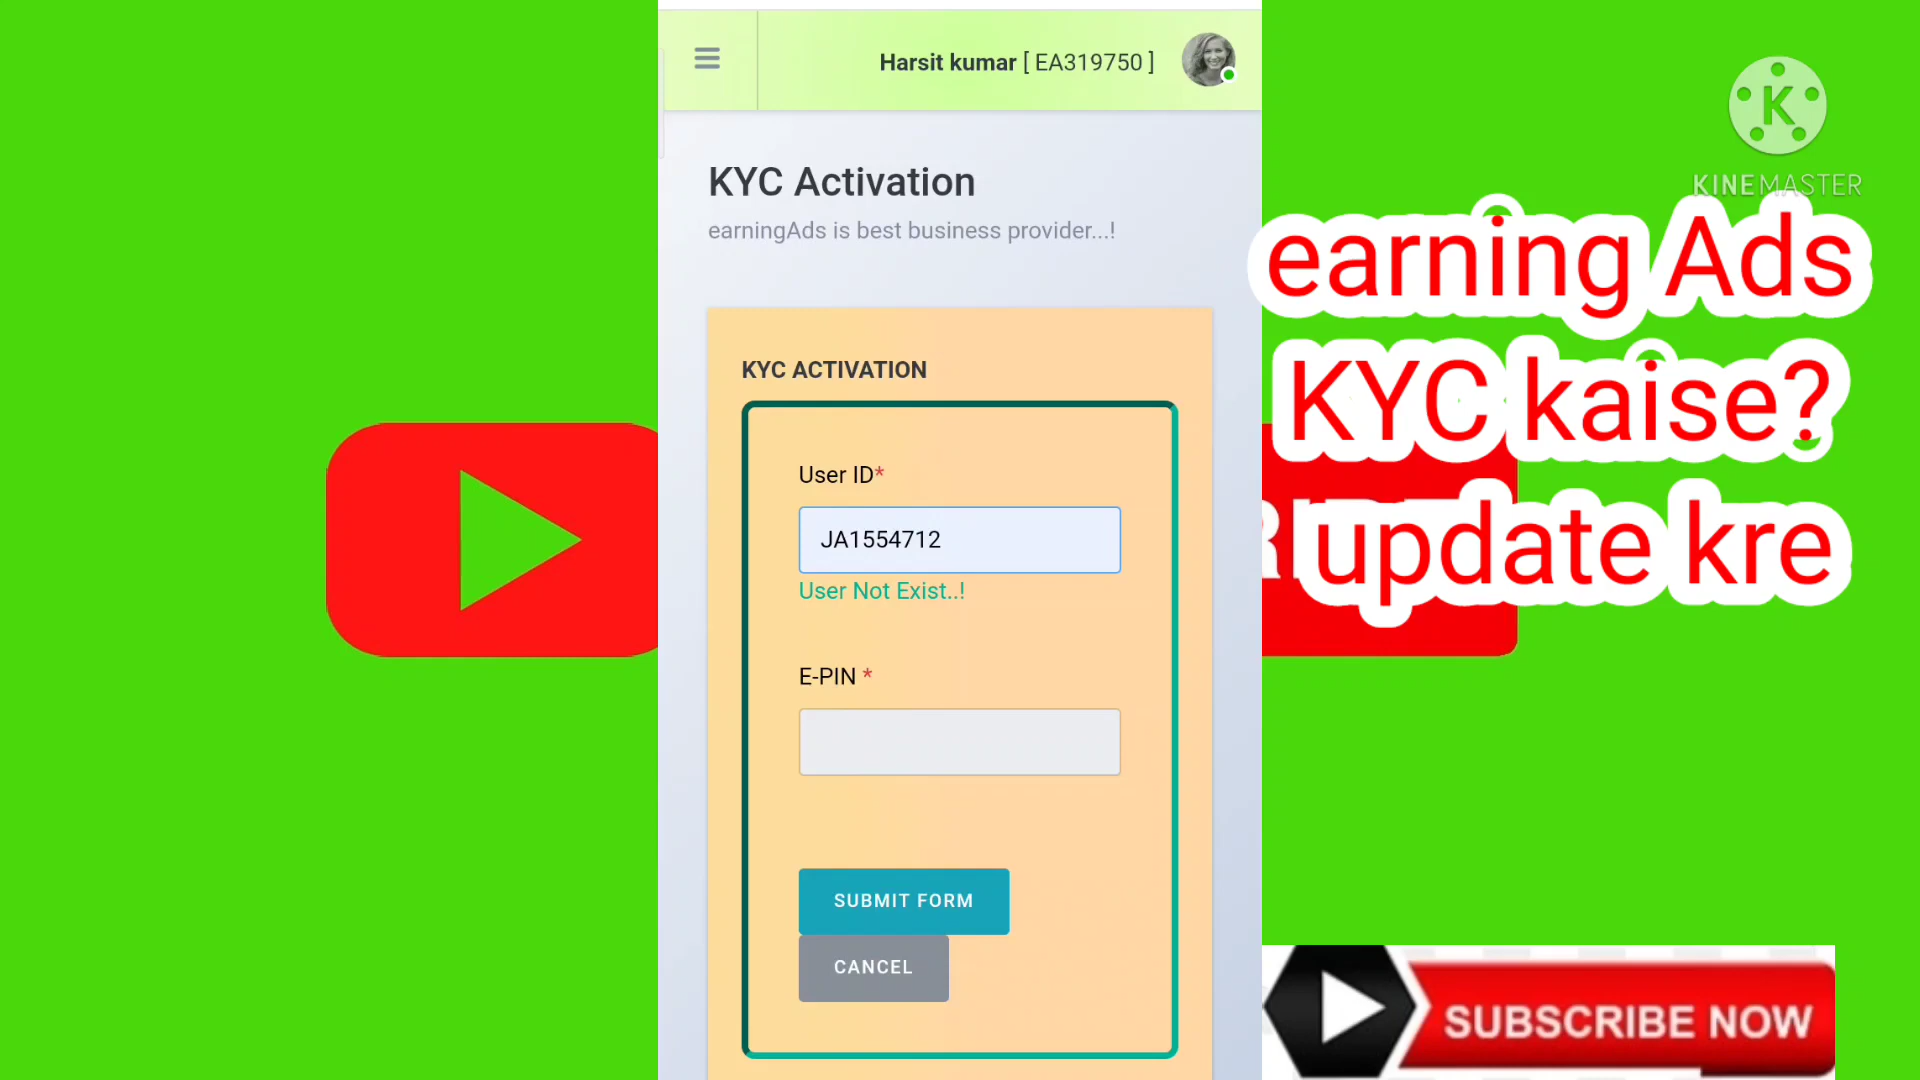 Harsit kumar [ EA319750 ]
KYC Activation
earningAds is best business provider...!
KYC ACTIVATION
User ID*
JA1554712
User Not Exist..!
E-PIN *
SUBMIT FORM
CANCEL
K
KINEMASTER
earning Ads
KYC kaise?
update kre
SUBSCRIBE NOW